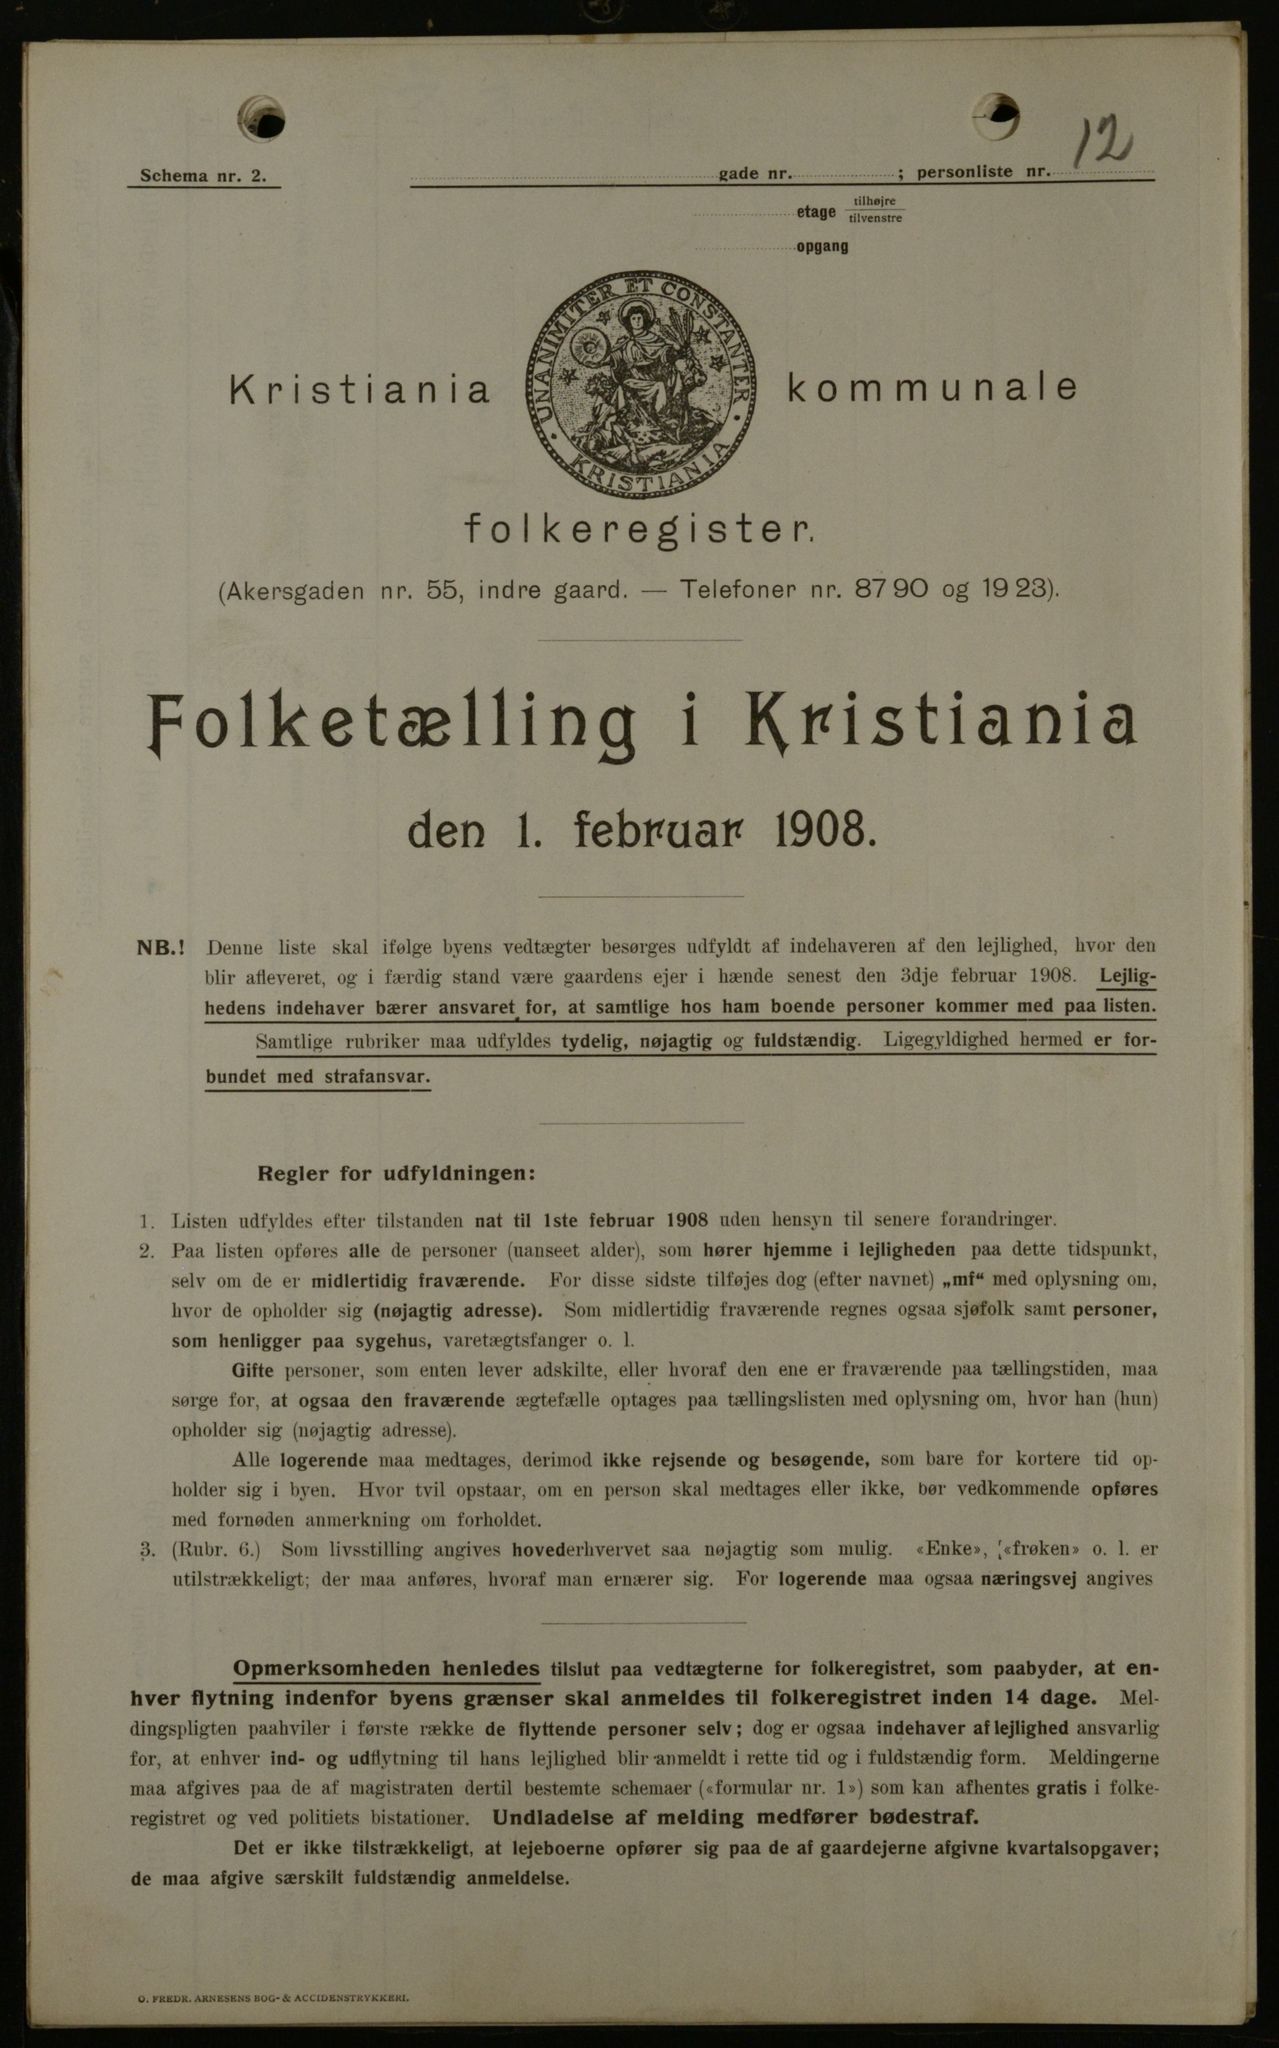 Schema nr. 2.
gade nr. ; personliste nr. 12
etage tilhøjre
tilvenstre
opgang
UNANIMITER ET CONSTANTER
KRISTIANIA
Kristiania kommunale
folkeregister.
(Akersgaden nr. 55, indre gaard. — Telefoner nr. 87 90 og 19 23).
Folketælling i Kristiania
den 1. februar 1908.
NB.! Denne liste skal ifølge byens vedtægter besørges udfyldt af indehaveren af den lejlighed, hvor den
blir afleveret, og i færdig stand være gaardens ejer i hænde senest den 3dje februar 1908. Lejlig-
hedens indehaver bærer ansvaret for, at samtlige hos ham boende personer kommer med paa listen.
Samtlige rubriker maa udfyldes tydelig, nøjagtig og fuldstændig. Ligegyldighed hermed er for-
bundet med strafansvar.
Regler for udfyldningen:
1. Listen udfyldes efter tilstanden nat til 1ste februar 1908 uden hensyn til senere forandringer.
2. Paa listen opføres alle de personer (uanseet alder), som hører hjemme i lejligheden paa dette tidspunkt,
selv om de er midlertidig fraværende. For disse sidste tilføjes dog (efter navnet) „mf“ med oplysning om,
hvor de opholder sig (nøjagtig adresse). Som midlertidig fraværende regnes ogsaa sjøfolk samt personer,
som henligger paa sygehus, varetægtsfanger o. l.
Gifte personer, som enten lever adskilte, eller hvoraf den ene er fraværende paa tællingstiden, maa
sørge for, at ogsaa den fraværende ægtefælle optages paa tællingslisten med oplysning om, hvor han (hun)
opholder sig (nøjagtig adresse).
Alle logerende maa medtages, derimod ikke rejsende og besøgende, som bare for kortere tid op-
holder sig i byen. Hvor tvil opstaar, om en person skal medtages eller ikke, bør vedkommende opføres
med fornøden anmerkning om forholdet.
3. (Rubr. 6.) Som livsstilling angives hovederhvervet saa nøjagtig som mulig. «Enke», «frøken» o. l. er
utilstrækkeligt; der maa anføres, hvoraf man ernærer sig. For logerende maa ogsaa næringsvej angives
Opmerksomheden henledes tilslut paa vedtægterne for folkeregistret, som paabyder, at en-
hver flytning indenfor byens grænser skal anmeldes til folkeregistret inden 14 dage. Mel-
dingspligten paahviler i første række de flyttende personer selv; dog er ogsaa indehaver af lejlighed ansvarlig
for, at enhver ind- og udflytning til hans lejlighed blir anmeldt i rette tid og i fuldstændig form. Meldingerne
maa afgives paa de af magistraten dertil bestemte schemaer («formular nr. 1») som kan afhentes gratis i folke-
registret og ved politiets bistationer. Undladelse af melding medfører bødestraf.
Det er ikke tilstrækkeligt, at lejeboerne opfører sig paa de af gaardejerne afgivne kvartalsopgaver;
de maa afgive særskilt fuldstændig anmeldelse.
O. FREDR. ARNESENS BOG- & ACCIDENSTRYKKERI.